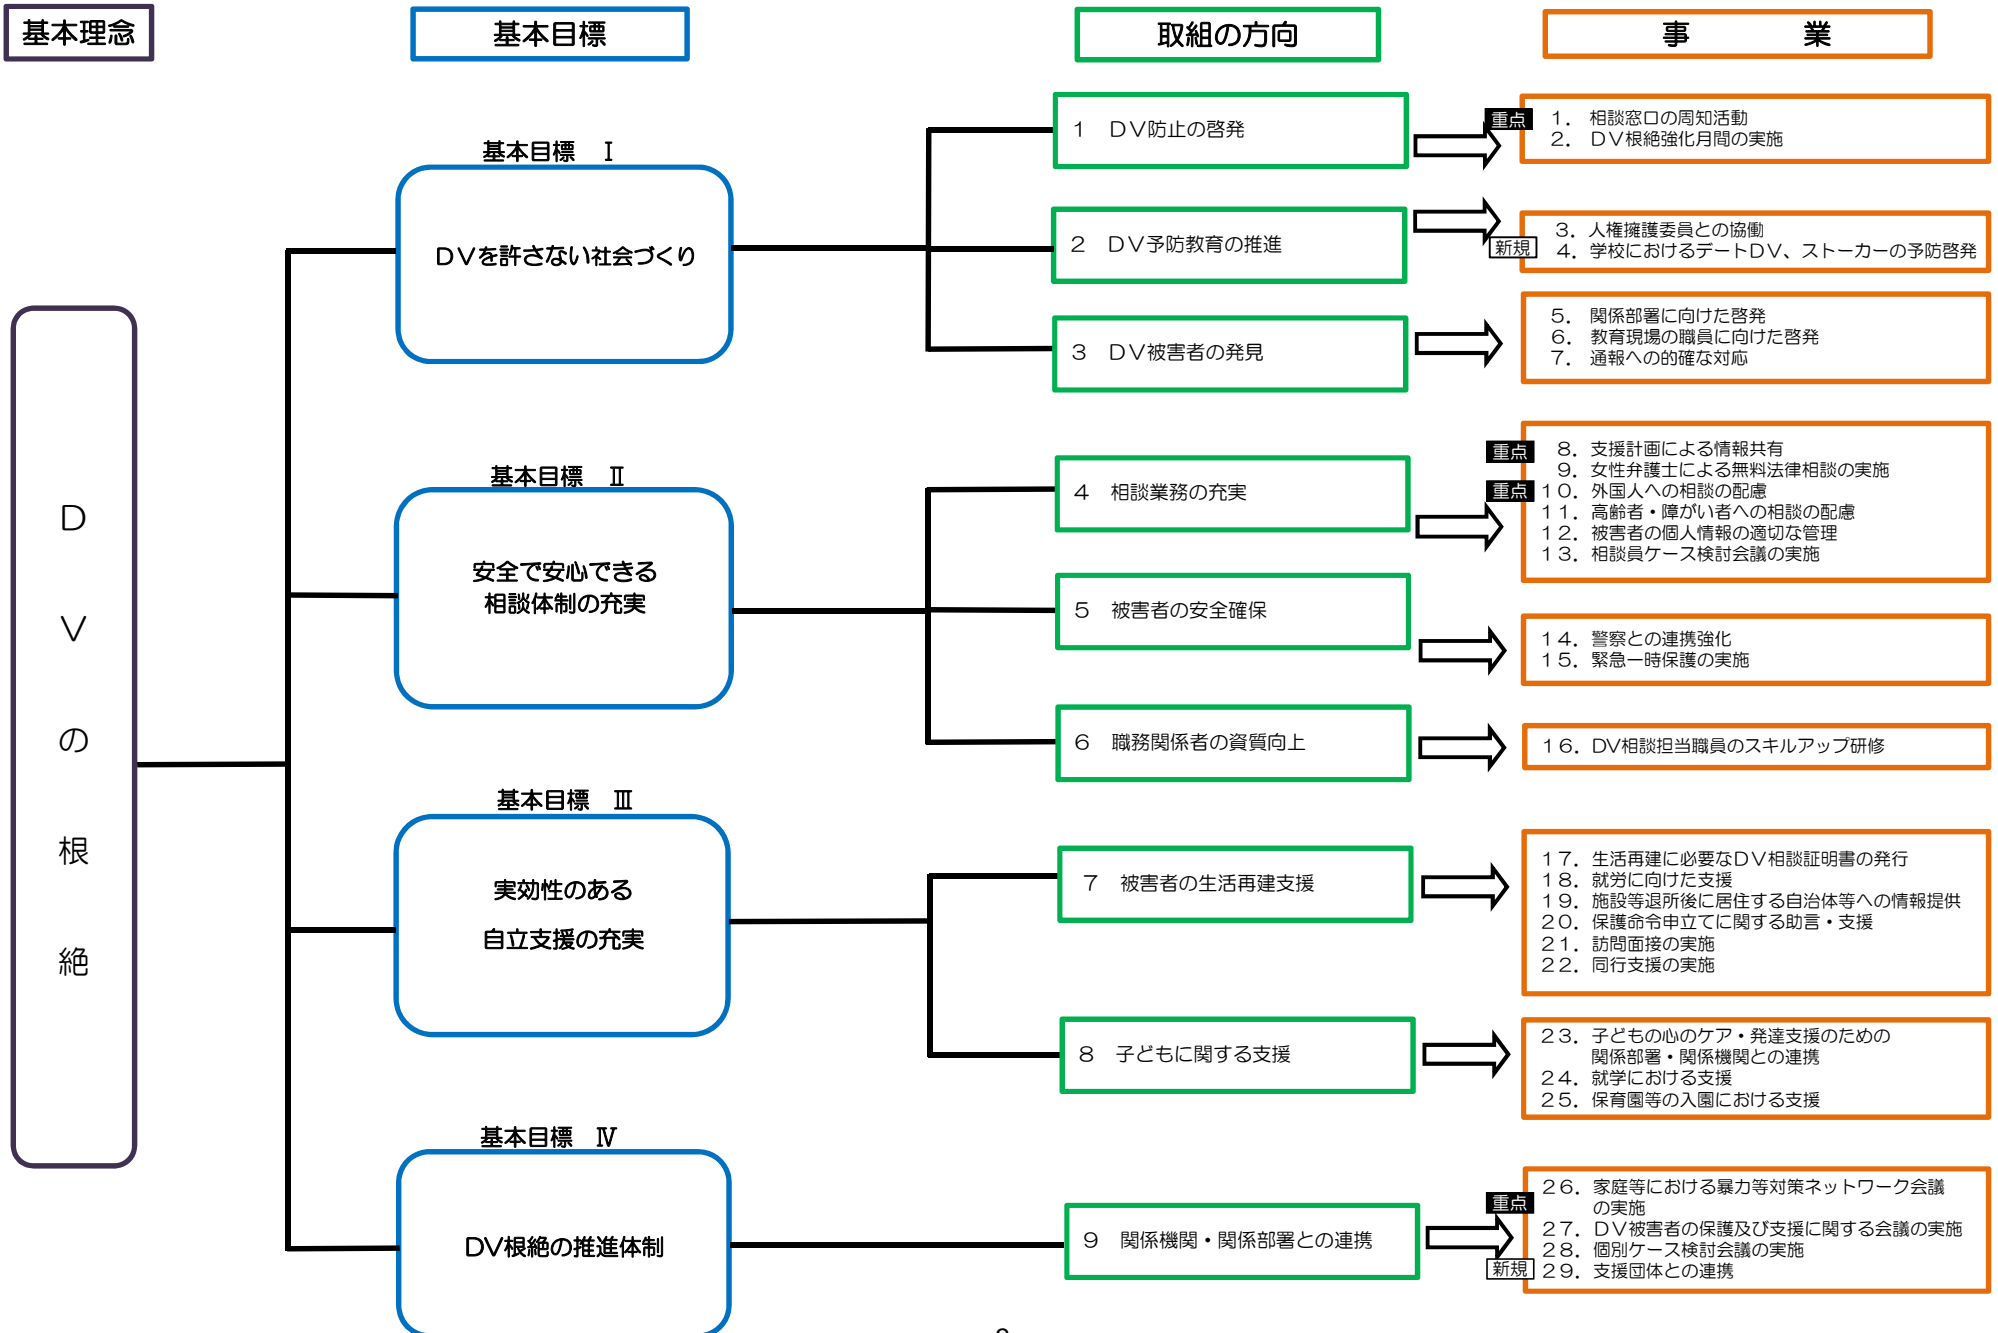 基本理念
基本目標
取組の方向
事　業
DVの根絶
基本目標　Ⅰ
DVを許さない社会づくり
1　DV防止の啓発
重点
1．相談窓口の周知活動
2．DV根絶強化月間の実施
2　DV予防教育の推進
3．人権擁護委員との協働
新規
4．学校におけるデートDV、ストーカーの予防啓発
3　DV被害者の発見
5．関係部署に向けた啓発
6．教育現場の職員に向けた啓発
7．通報への的確な対応
基本目標　Ⅱ
安全で安心できる
相談体制の充実
4　相談業務の充実
重点
8．支援計画による情報共有
9．女性弁護士による無料法律相談の実施
重点
10．外国人への相談の配慮
11．高齢者・障がい者への相談の配慮
12．被害者の個人情報の適切な管理
13．相談員ケース検討会議の実施
5　被害者の安全確保
14．警察との連携強化
15．緊急一時保護の実施
6　職務関係者の資質向上
16．DV相談担当職員のスキルアップ研修
基本目標　Ⅲ
実効性のある
自立支援の充実
7　被害者の生活再建支援
17．生活再建に必要なDV相談証明書の発行
18．就労に向けた支援
19．施設等退所後に居住する自治体等への情報提供
20．保護命令申立てに関する助言・支援
21．訪問面接の実施
22．同行支援の実施
8　子どもに関する支援
23．子どもの心のケア・発達支援のための
関係部署・関係機関との連携
24．就学における支援
25．保育園等の入園における支援
基本目標　Ⅳ
DV根絶の推進体制
9　関係機関・関係部署との連携
重点
26．家庭等における暴力等対策ネットワーク会議
の実施
27．DV被害者の保護及び支援に関する会議の実施
28．個別ケース検討会議の実施
新規
29．支援団体との連携